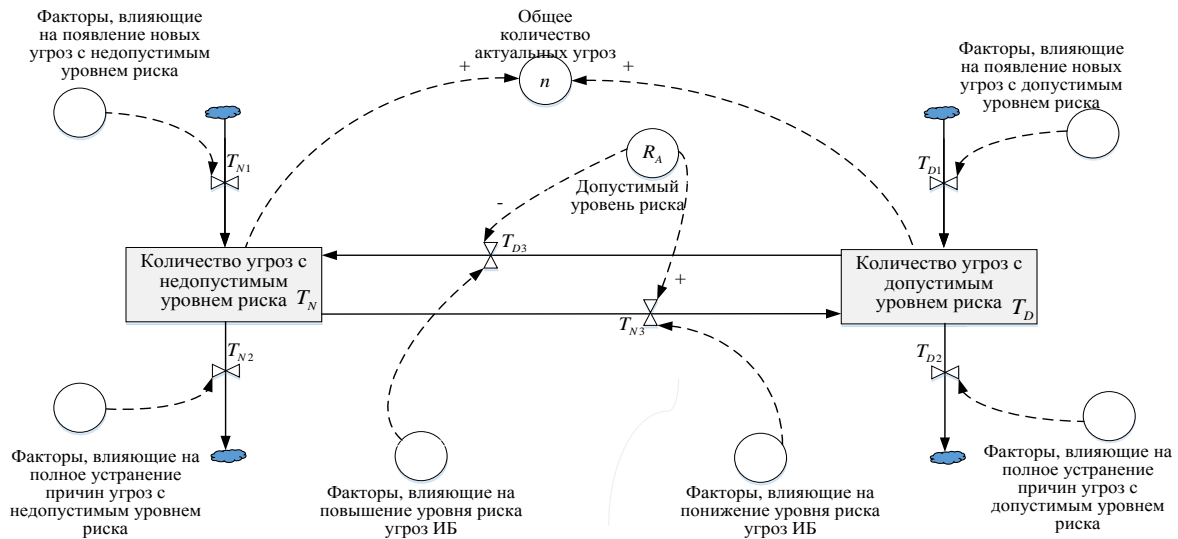 Факторы, влияющие
на появление новых
угроз с недопустимым
уровнем риска
Общее
количество
актуальных угроз
Факторы, влияющие
на появление новых
угроз с допустимым
уровнем риска
+
+
n
R_A
Допустимый
уровень риска
T_N1
T_D1
-
T_D3
Количество угроз с
недопустимым
уровнем риска T_N
Количество угроз с
допустимым
уровнем риска T_D
+
T_N3
T_N2
T_D2
Факторы, влияющие на
полное устранение
причин угроз с
недопустимым уровнем
риска
Факторы, влияющие на
повышение уровня риска
угроз ИБ
Факторы, влияющие на
понижение уровня риска
угроз ИБ
Факторы, влияющие на
полное устранение
причин угроз с
допустимым уровнем
риска